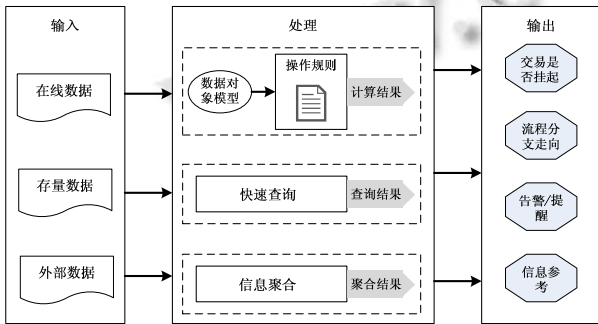 输入
在线数据
存量数据
外部数据
处理
数据对
象模型
操作规则
计算结果
快速查询
查询结果
信息聚合
聚合结果
输出
交易是
否挂起
流程分
支走向
告警/提
醒
信息参
考